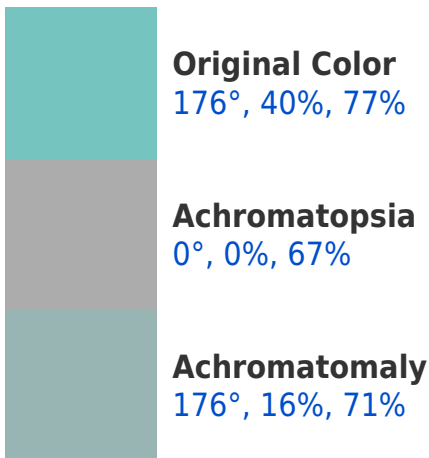 Original Color
176°, 40%, 77%
Achromatopsia
0°, 0%, 67%
Achromatomaly
176°, 16%, 71%